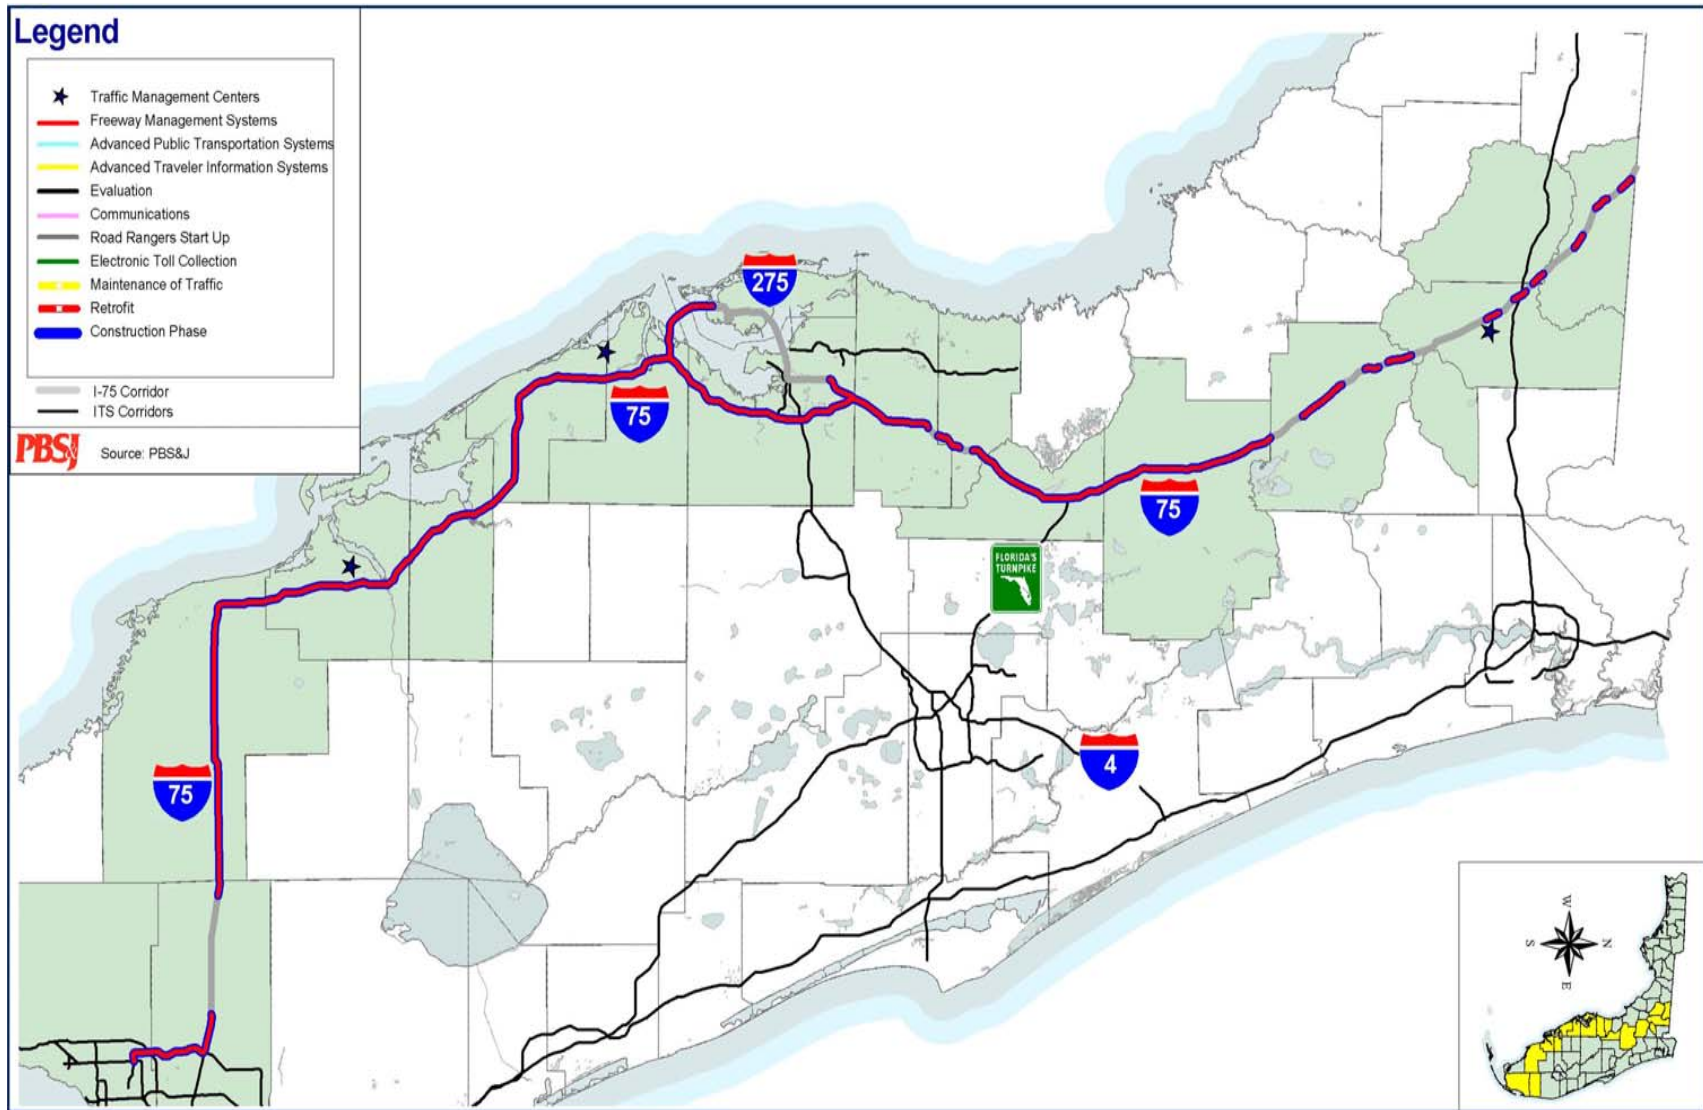 Legend
Traffic Management Centers
Freeway Management Systems
Advanced Public Transportation Systems
Advanced Traveler Information Systems
Evaluation
Communications
Road Rangers Start Up
Electronic Toll Collection
Maintenance of Traffic
Retrofit
Construction Phase
I-75 Corridor
ITS Corridors
PBS&J
Source: PBS&J
275
75
75
FLORIDA'S
TURNPIKE
4
75
W
S
N
E